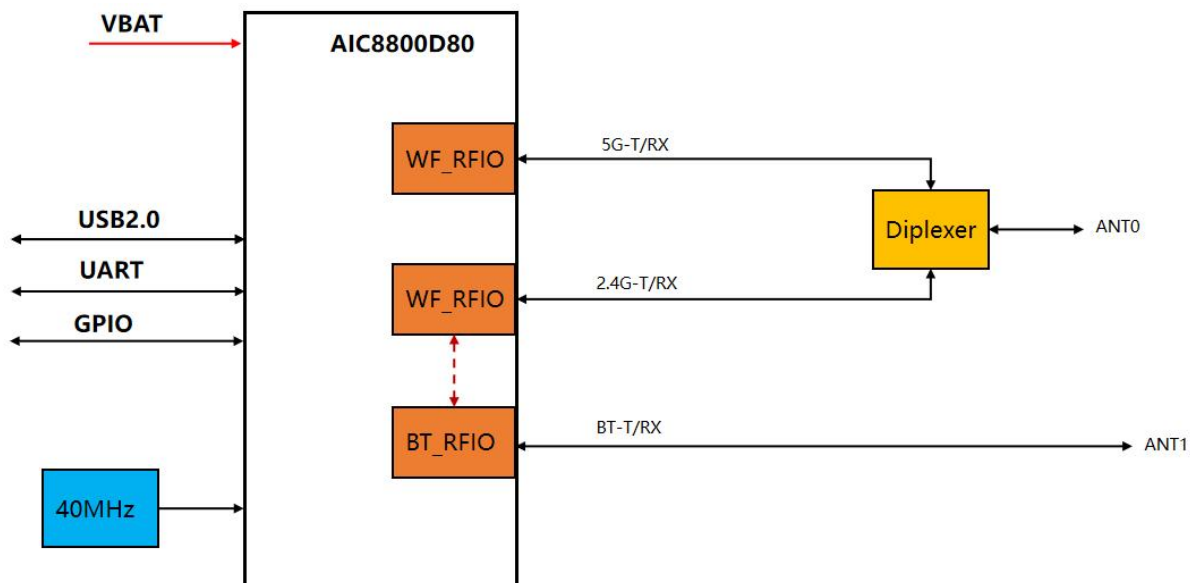 VBAT
AIC8800D80
WF_RFIO
5G-T/RX
Diplexer
ANT0
USB2.0
UART
GPIO
WF_RFIO
2.4G-T/RX
BT_RFIO
BT-T/RX
ANT1
40MHz